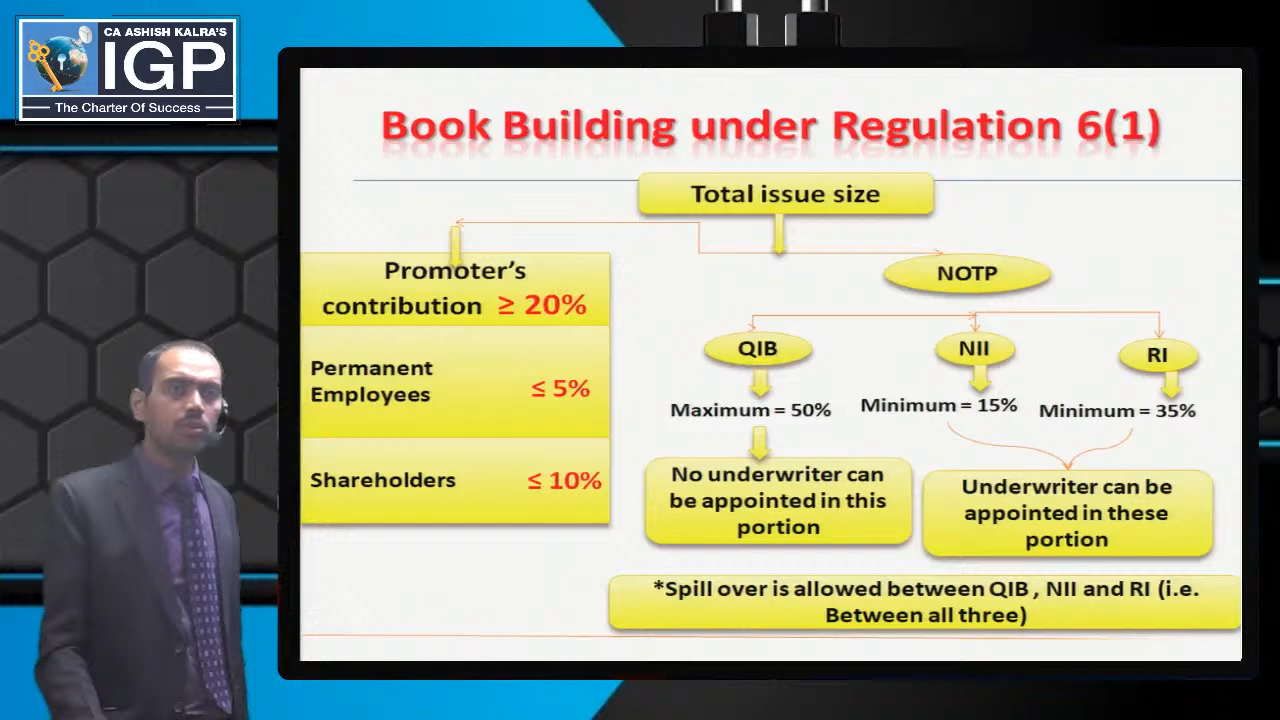 CA ASHISH KALRA'S
IGP
The Charter Of Success
Book Building under Regulation 6(1)
Total issue size
Promoter's
contribution ≥ 20%
Permanent
Employees ≤ 5%
Shareholders ≤ 10%
NOTP
QIB
NII
RI
Maximum = 50%
Minimum = 15%
Minimum = 35%
No underwriter can
be appointed in this
portion
Underwriter can be
appointed in these
portion
*Spill over is allowed between QIB , NII and RI (i.e.
Between all three)